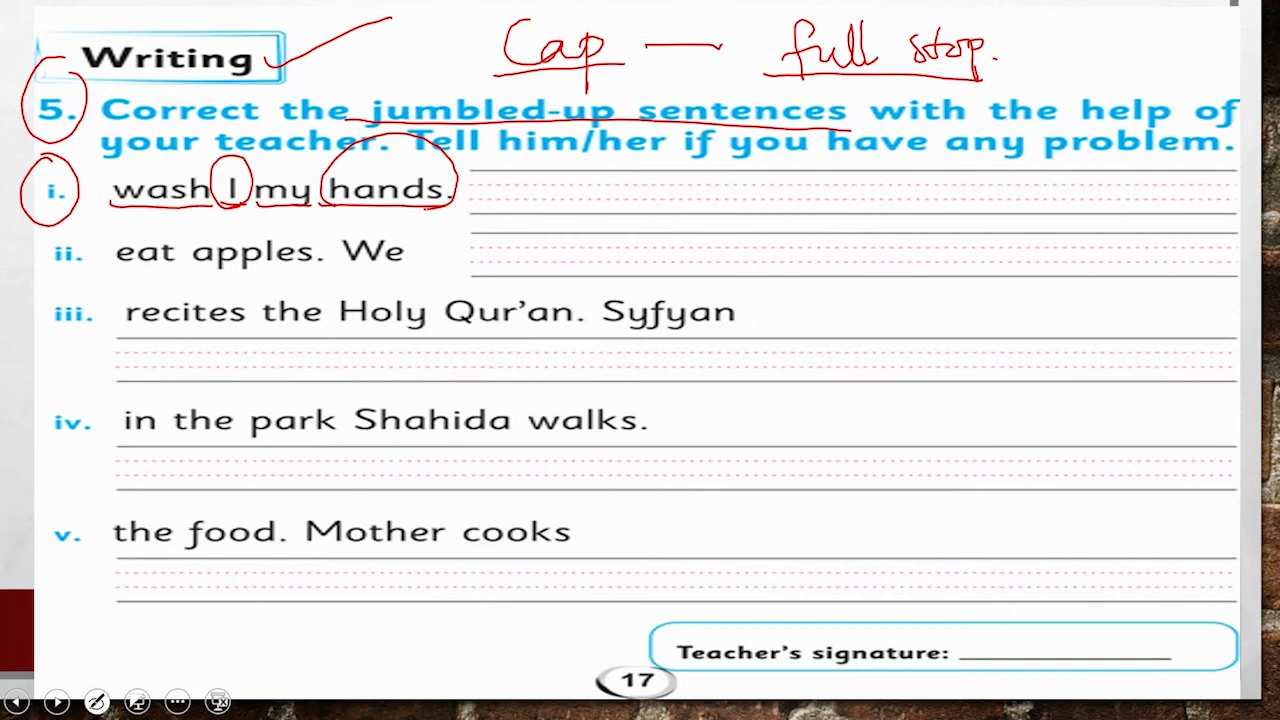 Writing
Cap — full stop.
5. Correct the jumbled-up sentences with the help of
your teacher. Tell him/her if you have any problem.
i. wash I my hands.
ii. eat apples. We
iii. recites the Holy Qur'an. Syfyan
iv. in the park Shahida walks.
v. the food. Mother cooks
Teacher's signature: ____________
17